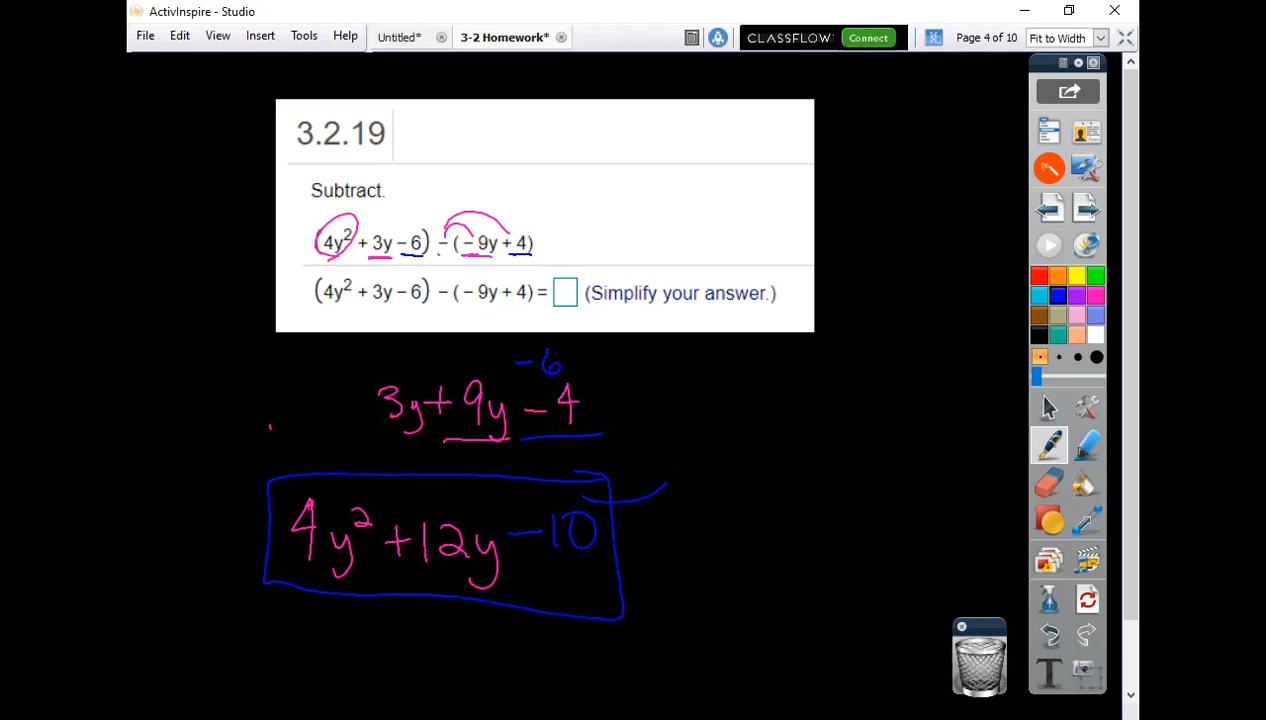 ActivInspire - Studio
File Edit View Insert Tools Help Untitled* 3-2 Homework* CLASSFLOW Connect Page 4 of 10 Fit to Width
3.2.19
Subtract.
(4y² + 3y − 6) − (− 9y + 4)
(4y² + 3y − 6) − (− 9y + 4) = (Simplify your answer.)
−6
3y + 9y − 4
4y² + 12y − 10
T